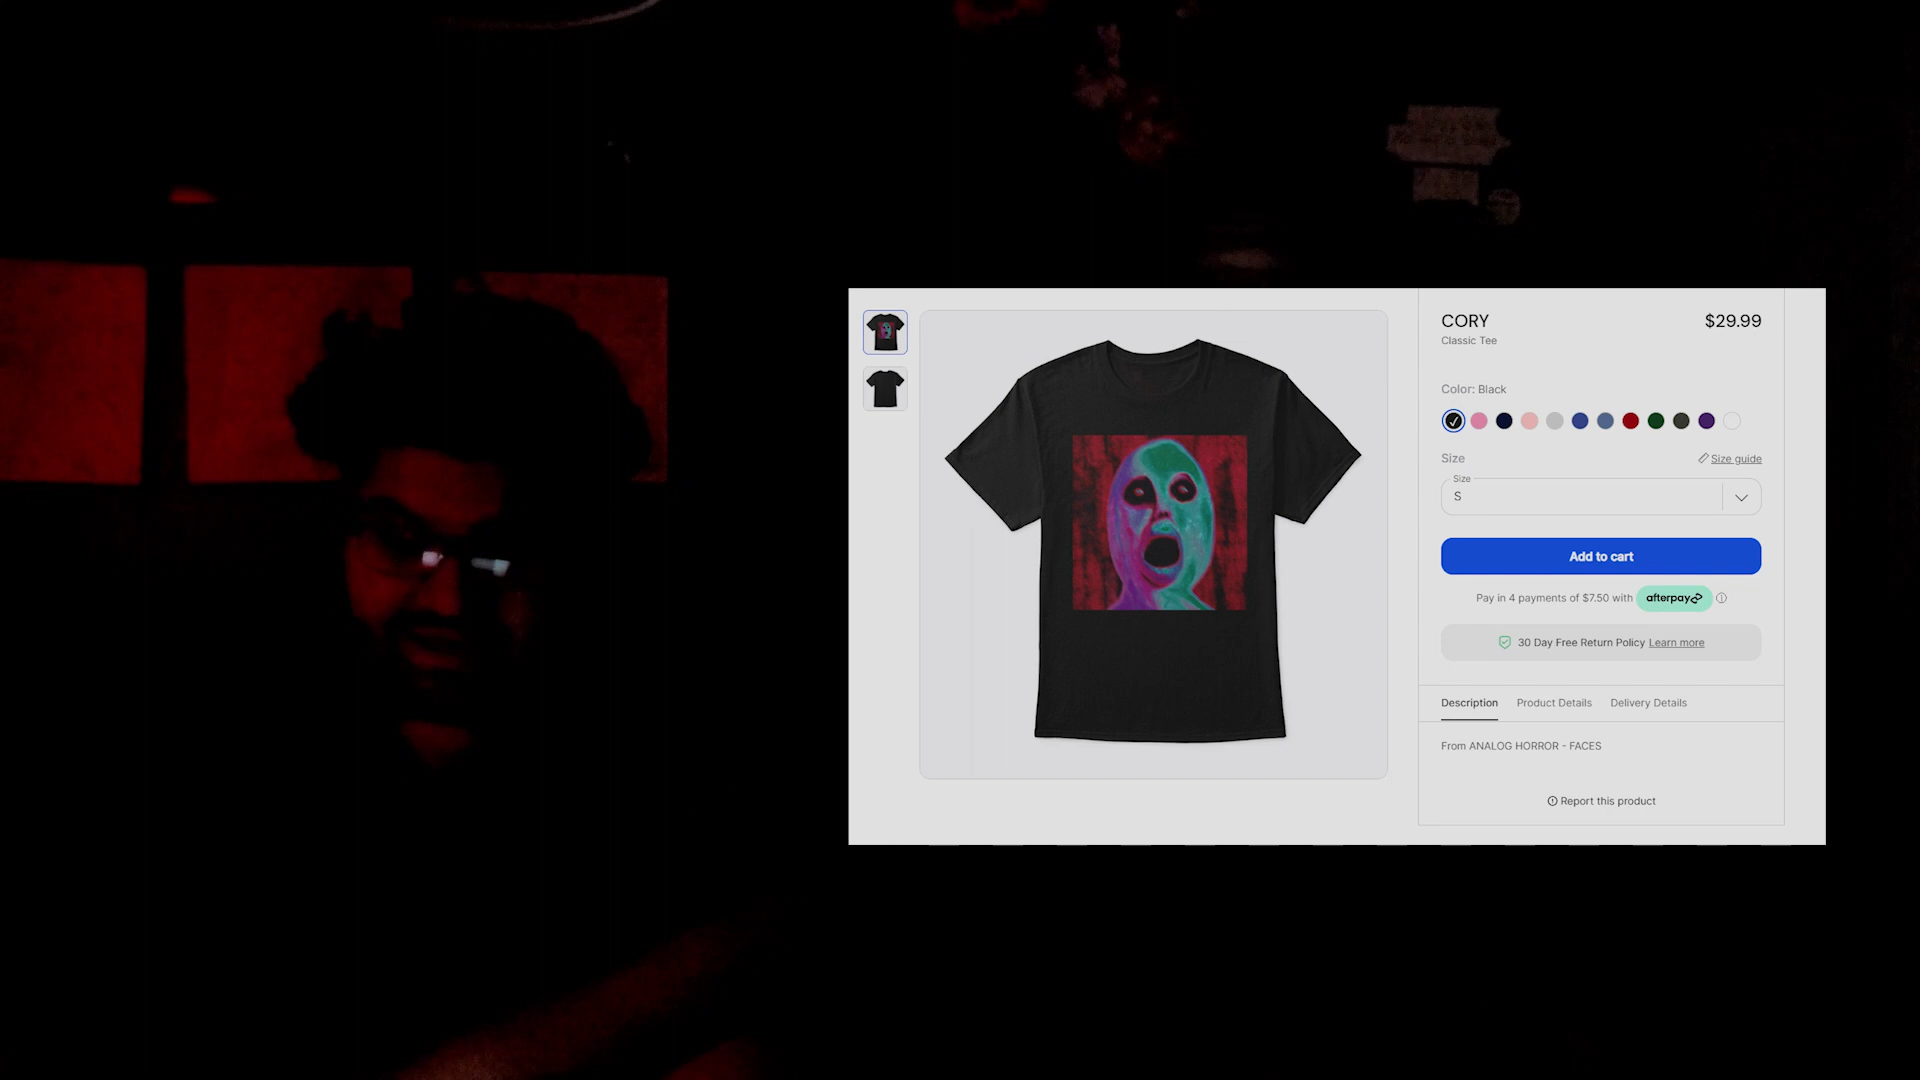 CORY
$29.99
Classic Tee
Color: Black
Size
Size guide
Size
S
Add to cart
Pay in 4 payments of $7.50 with afterpay
30 Day Free Return Policy Learn more
Description
Product Details
Delivery Details
From ANALOG HORROR - FACES
Report this product